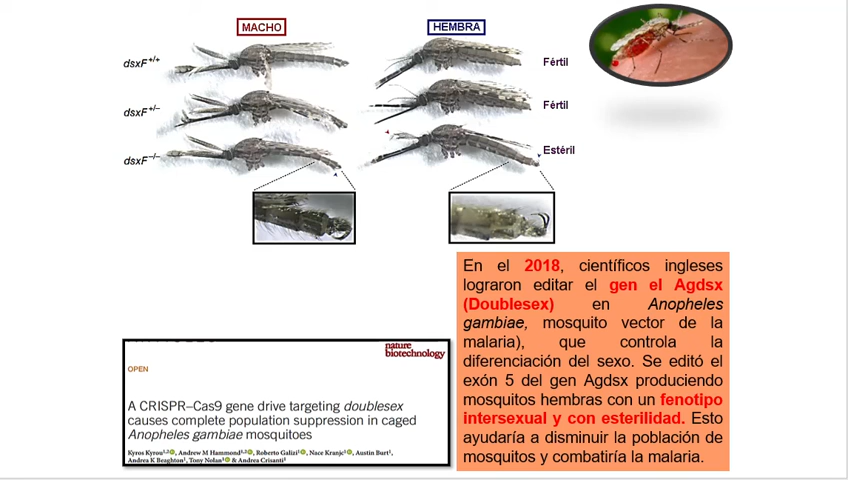 MACHO
HEMBRA
dsxF+/+
Fértil
dsxF+/−
Fértil
dsxF−/−
Estéril
En el 2018, científicos ingleses
lograron editar el gen el Agdsx
(Doublesex) en Anopheles
gambiae, mosquito vector de la
malaria), que controla la
diferenciación del sexo. Se editó el
exón 5 del gen Agdsx produciendo
mosquitos hembras con un fenotipo
intersexual y con esterilidad. Esto
ayudaría a disminuir la población de
mosquitos y combatiría la malaria.
nature
biotechnology
OPEN
A CRISPR–Cas9 gene drive targeting doublesex
causes complete population suppression in caged
Anopheles gambiae mosquitoes
Kyros Kyrou, Andrew M Hammond, Roberto Galizi, Nace Kranjc, Austin Burt,
Andrea K Beaghton, Tony Nolan & Andrea Crisanti